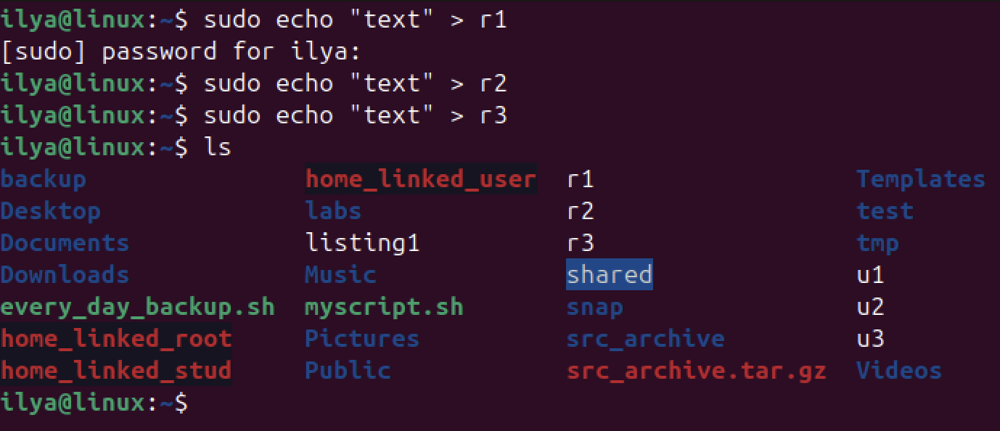 ilya@linux:~$ sudo echo "text" > r1
[sudo] password for ilya:
ilya@linux:~$ sudo echo "text" > r2
ilya@linux:~$ sudo echo "text" > r3
ilya@linux:~$ ls
backup home_linked_user r1 Templates
Desktop labs r2 test
Documents listing1 r3 tmp
Downloads Music shared u1
every_day_backup.sh myscript.sh snap u2
home_linked_root Pictures src_archive u3
home_linked_stud Public src_archive.tar.gz Videos
ilya@linux:~$